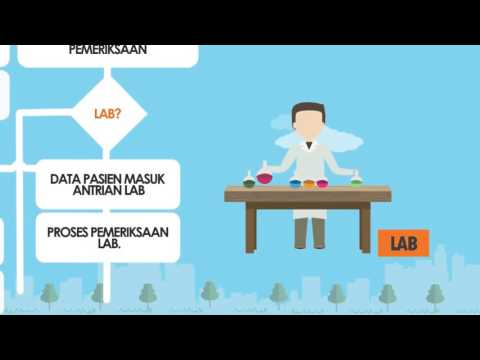 PEMERIKSAAN
LAB?
DATA PASIEN MASUK
ANTRIAN LAB
PROSES PEMERIKSAAN
LAB.
LAB